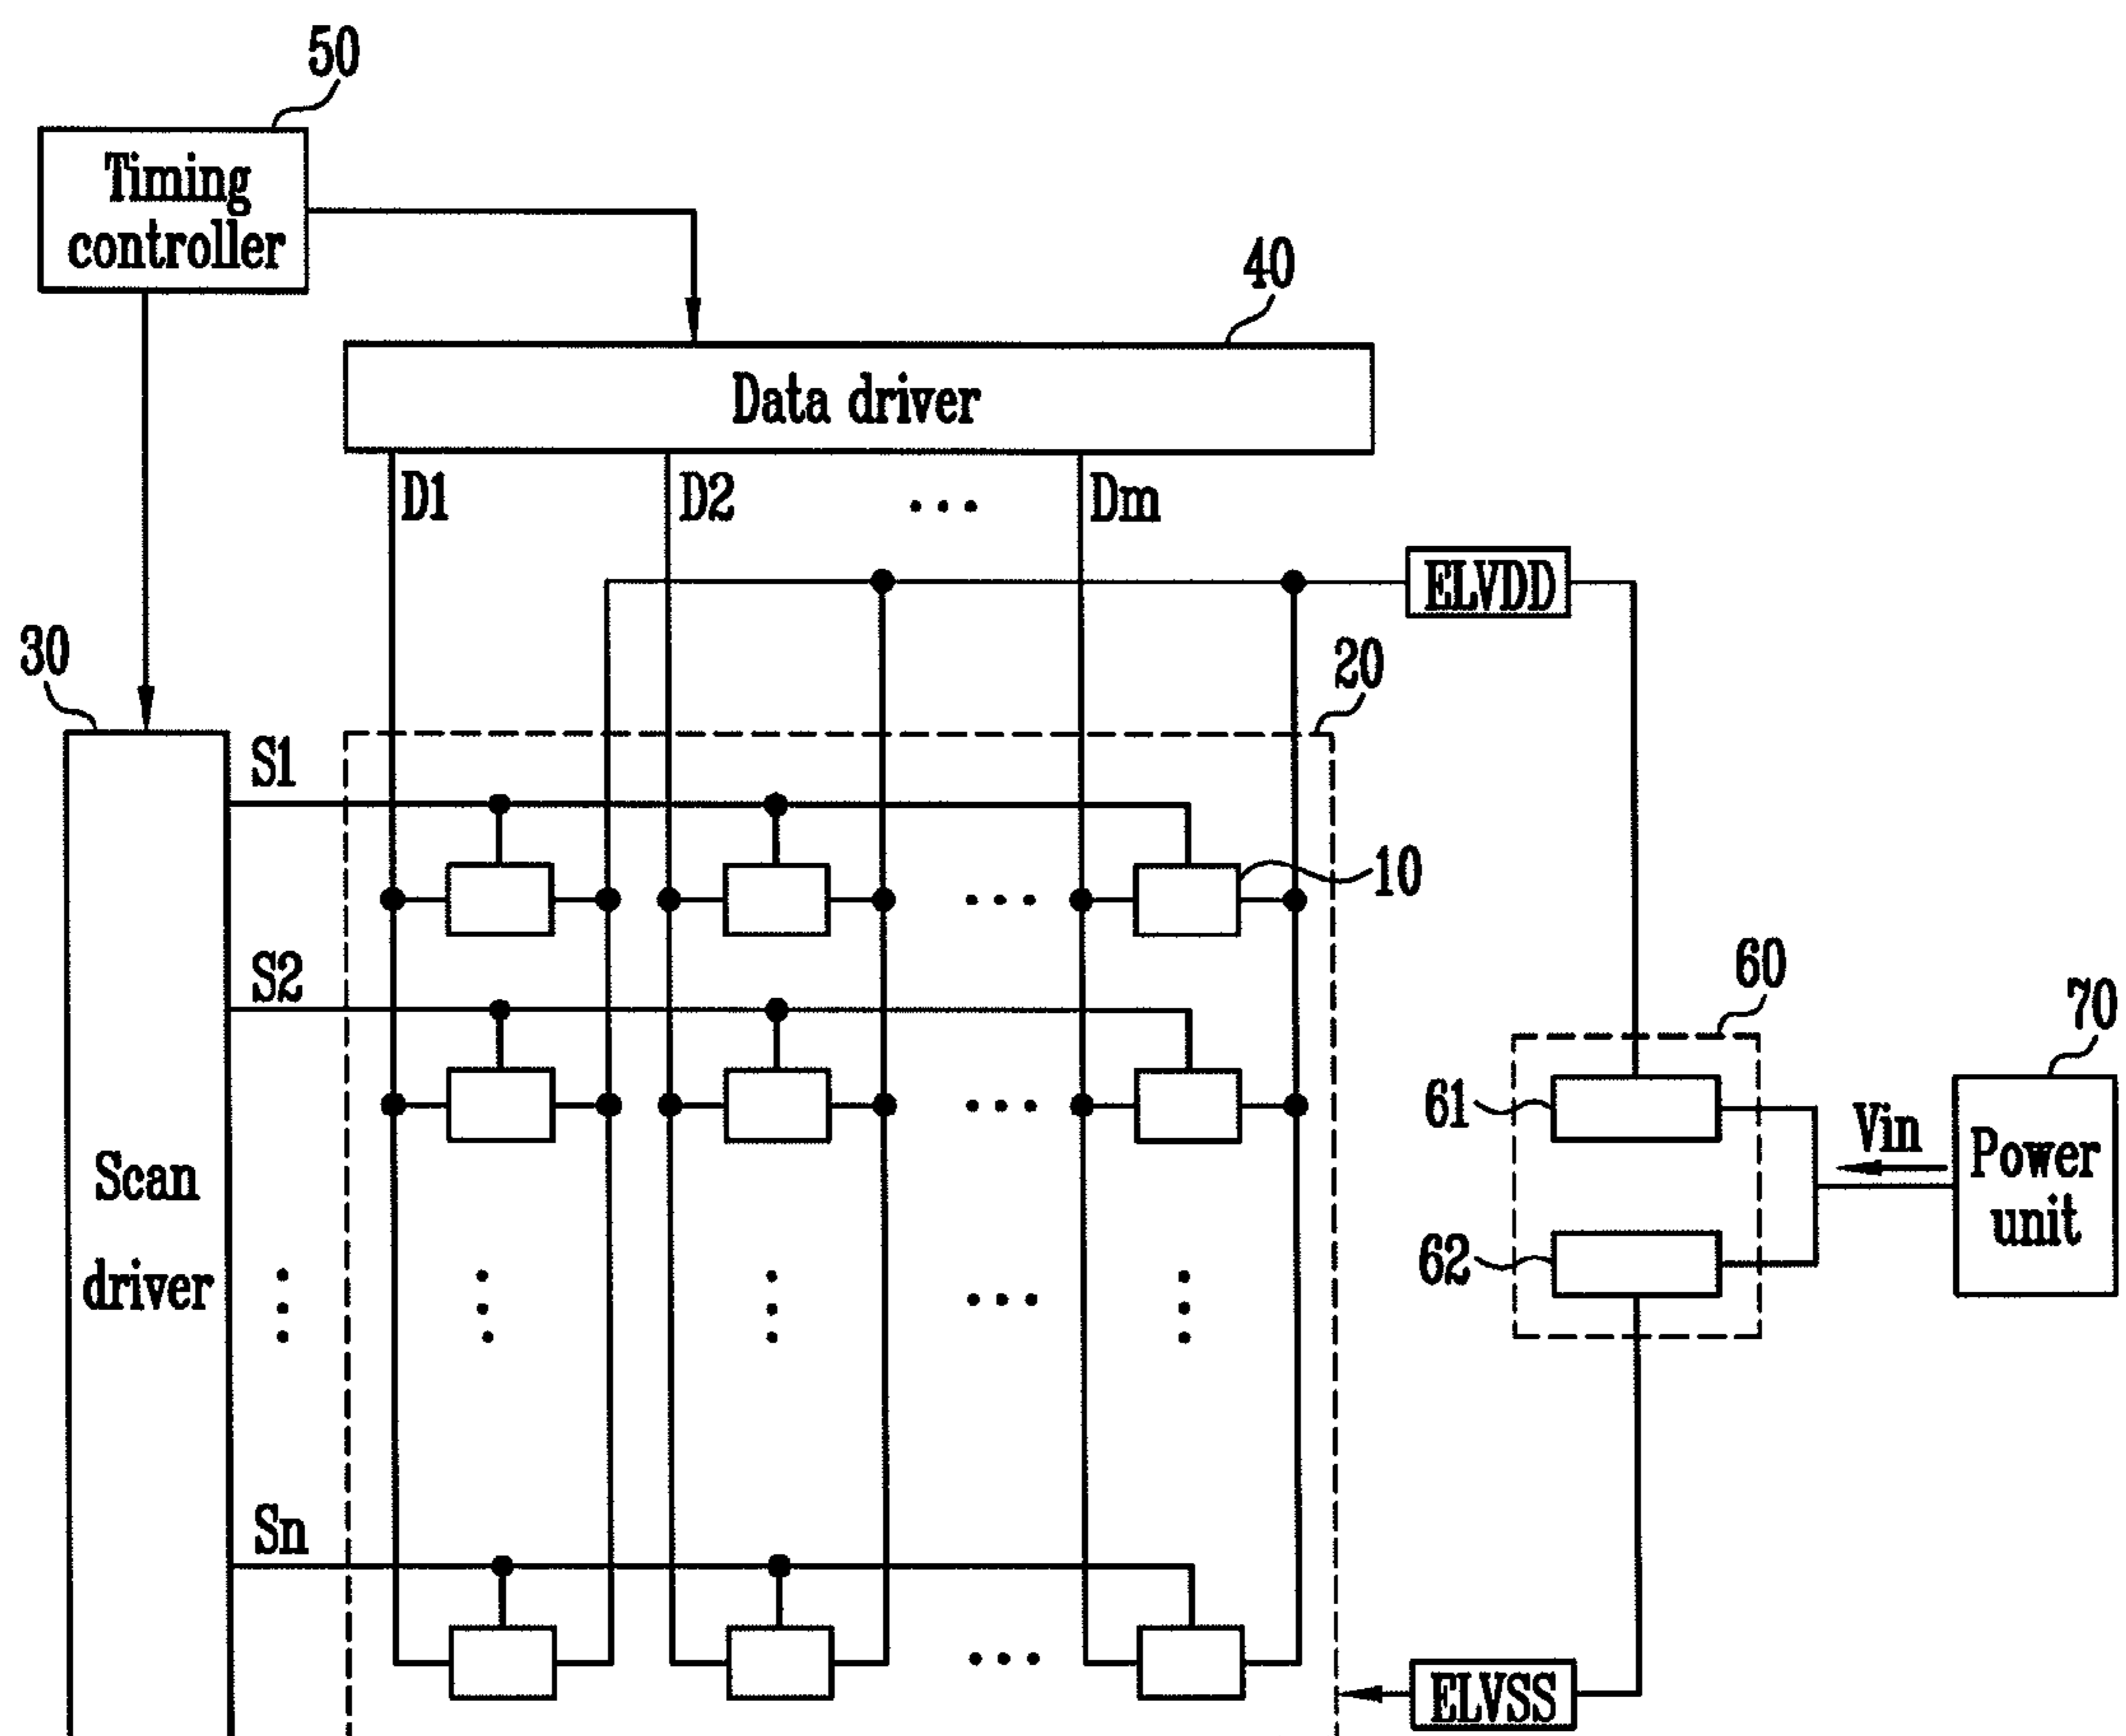 50
Timing
controller
40
Data driver
D1
D2
...
Dm
ELVDD
30
20
S1
10
S2
60
70
61
Vin
Power
unit
62
Scan
driver
Sn
ELVSS